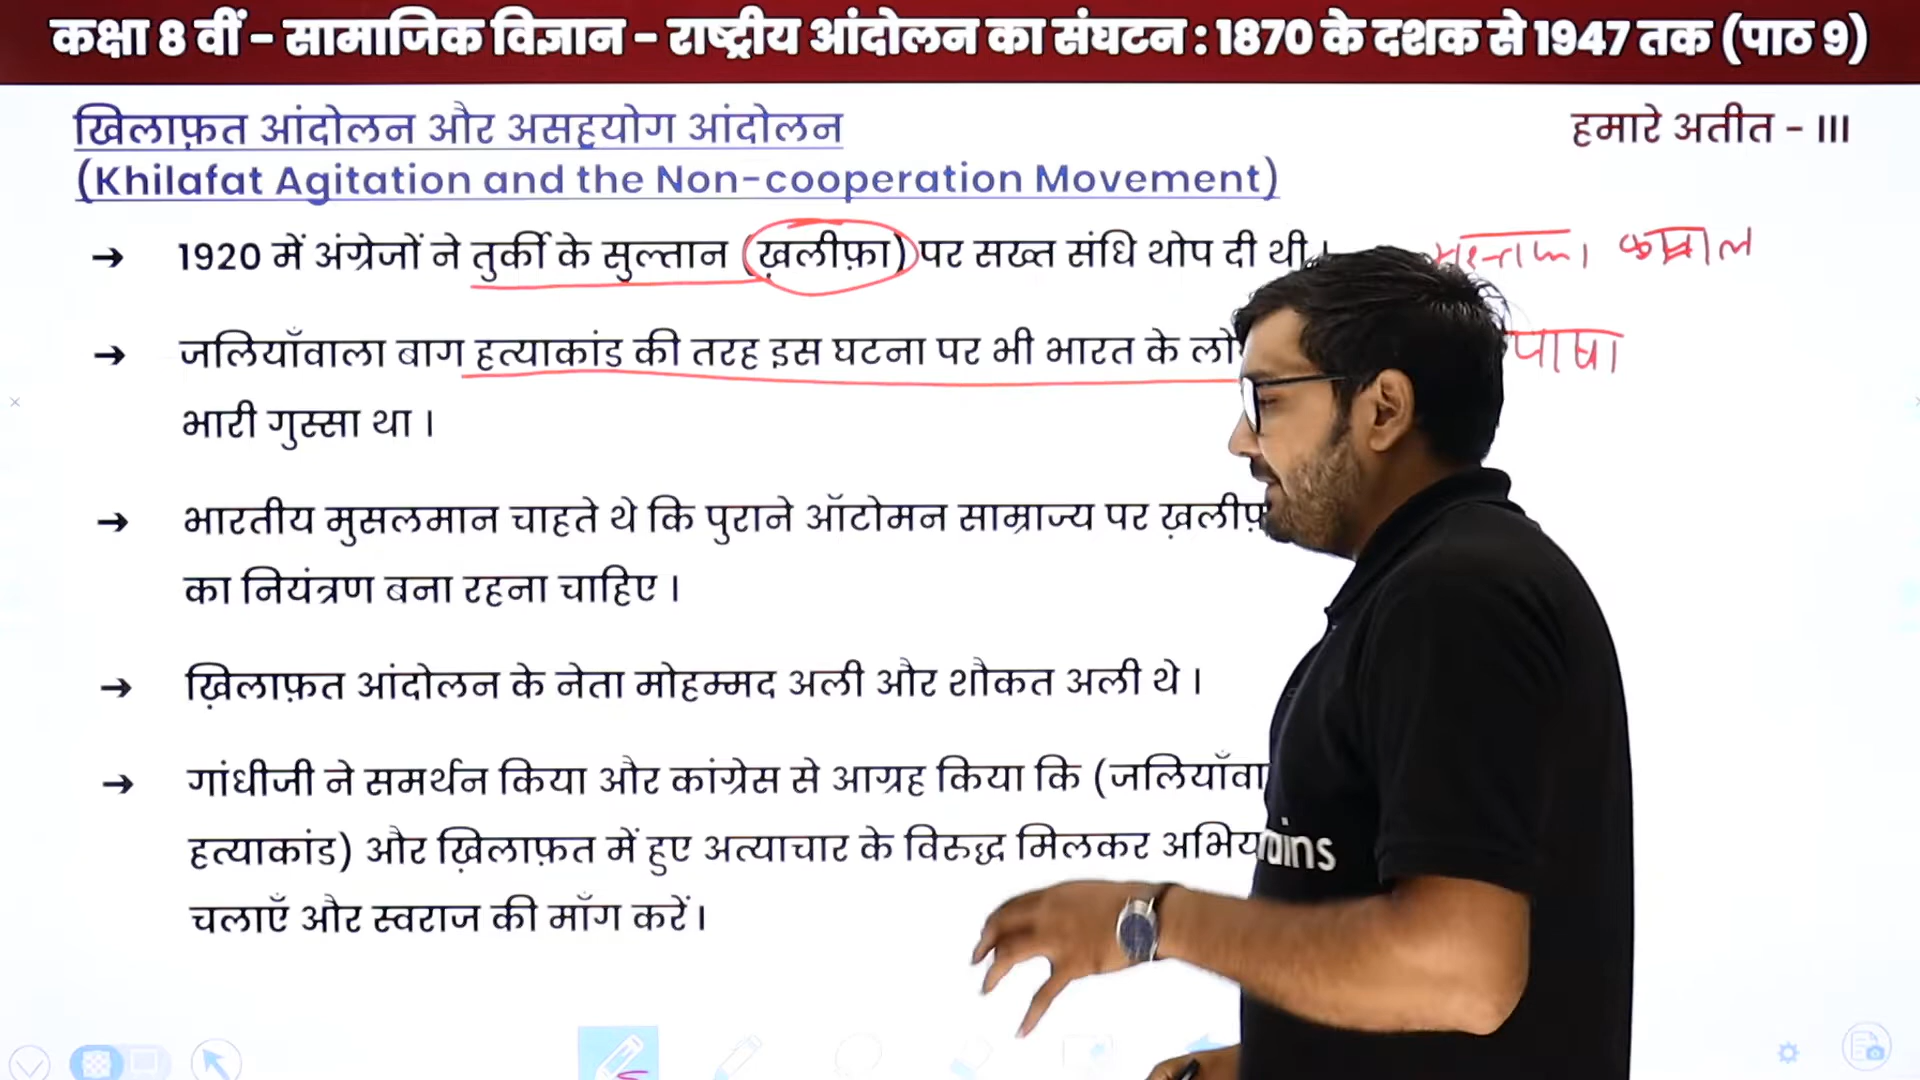 कक्षा 8 वीं - सामाजिक विज्ञान - राष्ट्रीय आंदोलन का संघटन : 1870 के दशक से 1947 तक (पाठ 9)
ख़िलाफ़त आंदोलन और असहयोग आंदोलन
हमारे अतीत - III
(Khilafat Agitation and the Non-cooperation Movement)
→ 1920 में अंग्रेजों ने तुर्की के सुल्तान (ख़लीफ़ा) पर सख्त संधि थोप दी थी ।
पाशा
→ जलियाँवाला बाग हत्याकांड की तरह इस घटना पर भी भारत के
भारी गुस्सा था ।
→ भारतीय मुसलमान चाहते थे कि पुराने ऑटोमन साम्राज्य पर
का नियंत्रण बना रहना चाहिए ।
→ ख़िलाफ़त आंदोलन के नेता मोहम्मद अली और शौकत अली थे ।
→ गांधीजी ने समर्थन किया और कांग्रेस से आग्रह किया कि
हत्याकांड) और ख़िलाफ़त में हुए अत्याचार के विरुद्ध मिलकर
चलाएँ और स्वराज की माँग करें ।